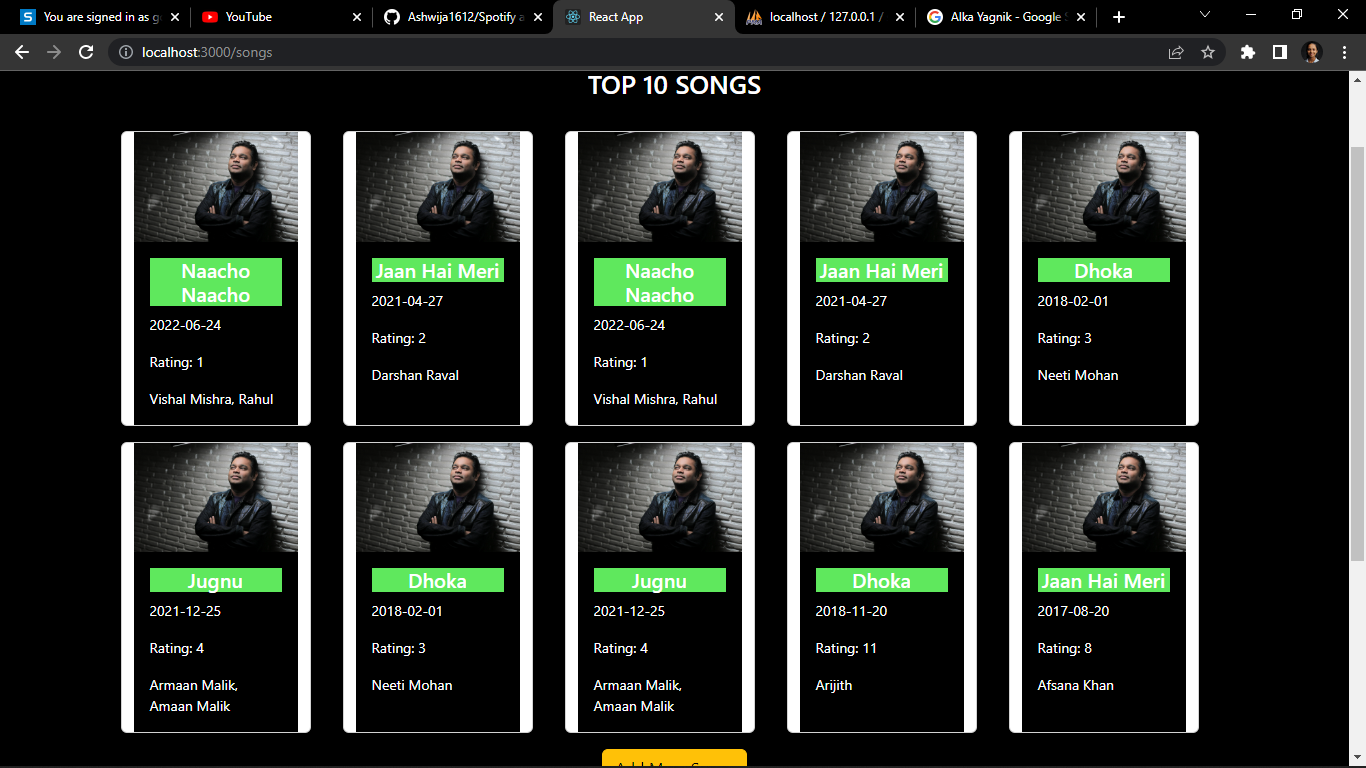 You are signed in as g
YouTube
Ashwija1612/Spotify a
React App
localhost / 127.0.0.1 /
Alka Yagnik - Google S
localhost:3000/songs
TOP 10 SONGS
Naacho
Naacho
2022-06-24
Rating: 1
Vishal Mishra, Rahul
Jaan Hai Meri
2021-04-27
Rating: 2
Darshan Raval
Naacho
Naacho
2022-06-24
Rating: 1
Vishal Mishra, Rahul
Jaan Hai Meri
2021-04-27
Rating: 2
Darshan Raval
Dhoka
2018-02-01
Rating: 3
Neeti Mohan
Jugnu
2021-12-25
Rating: 4
Armaan Malik,
Amaan Malik
Dhoka
2018-02-01
Rating: 3
Neeti Mohan
Jugnu
2021-12-25
Rating: 4
Armaan Malik,
Amaan Malik
Dhoka
2018-11-20
Rating: 11
Arijith
Jaan Hai Meri
2017-08-20
Rating: 8
Afsana Khan